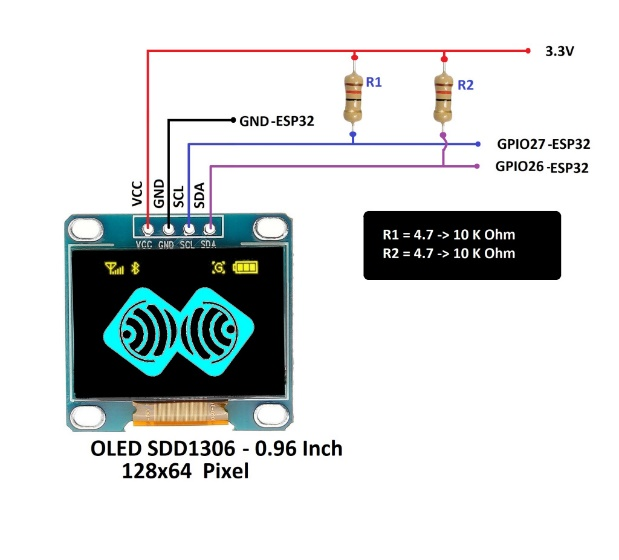 3.3V
R1
R2
GND-ESP32
GPIO27-ESP32
GPIO26-ESP32
VCC
GND
SCL
SDA
R1 = 4.7 -> 10 K Ohm
R2 = 4.7 -> 10 K Ohm
VCC GND SCL SDA
G
OLED SDD1306 - 0.96 Inch
128x64 Pixel